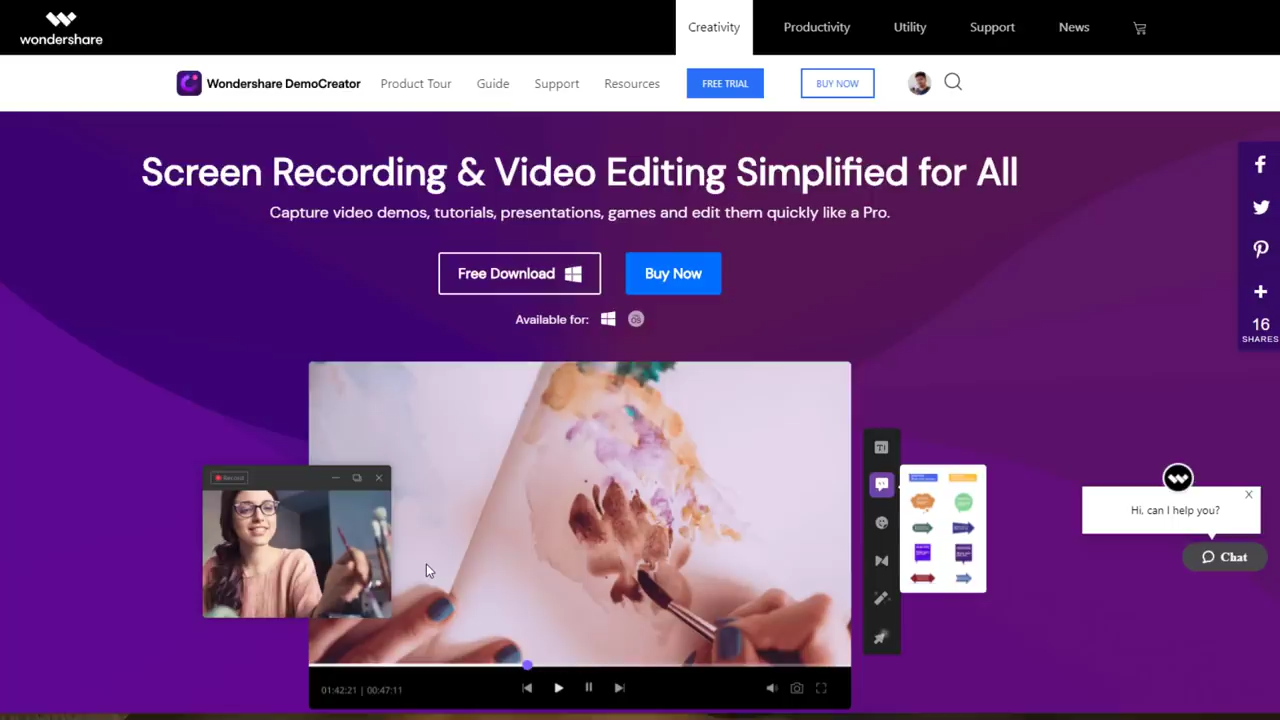 wondershare
Creativity
Productivity
Utility
Support
News
Wondershare DemoCreator
Product Tour
Guide
Support
Resources
FREE TRIAL
BUY NOW
Screen Recording & Video Editing Simplified for All
Capture video demos, tutorials, presentations, games and edit them quickly like a Pro.
Free Download
Buy Now
Available for:
16
SHARES
Record
Hi, can I help you?
Chat
01:42:21 | 00:47:11